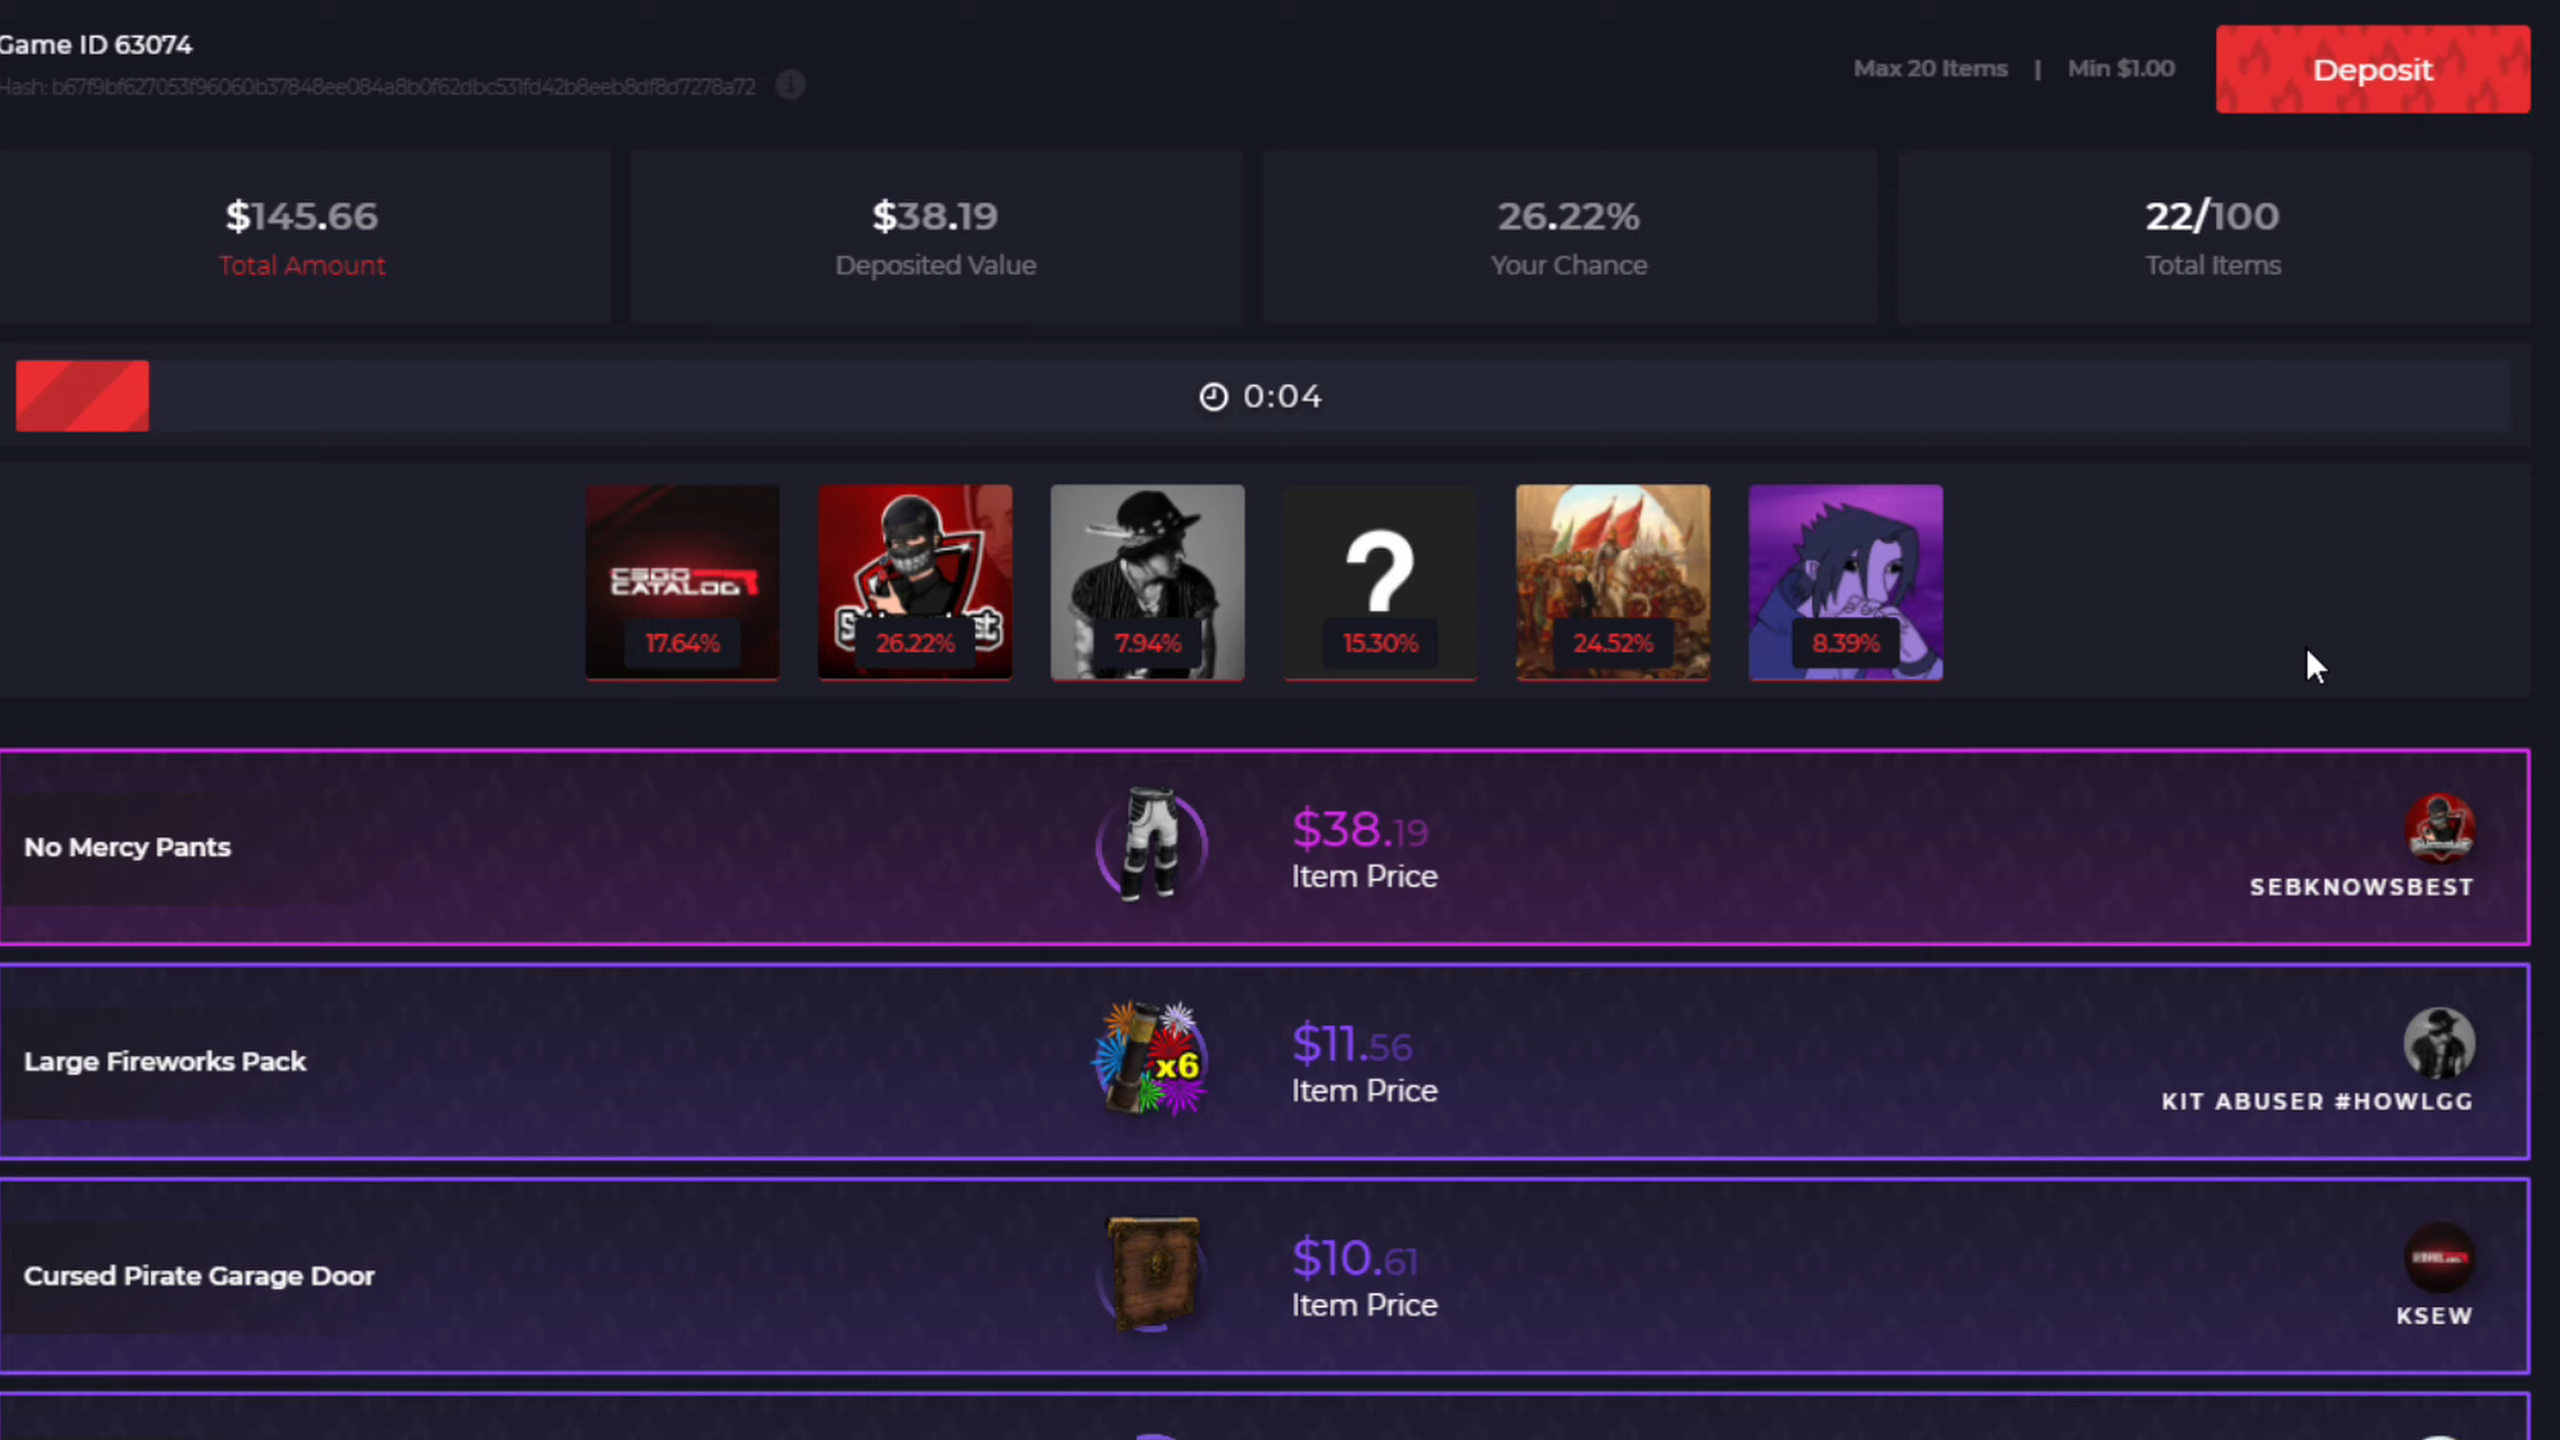 Game ID 63074
Hash: b67f9bf627053f96060b37848ee084a8b0f62dbc531fd42b8eeb8df8d7278a72
Max 20 Items | Min $1.00
Deposit
$145.66
Total Amount
$38.19
Deposited Value
26.22%
Your Chance
22/100
Total Items
0:04
CSGO
CATALOG
17.64%
26.22%
7.94%
?
15.30%
24.52%
8.39%
No Mercy Pants
$38.19
Item Price
SEBKNOWSBEST
Large Fireworks Pack
x6
$11.56
Item Price
KIT ABUSER #HOWLGG
Cursed Pirate Garage Door
$10.61
Item Price
KSEW